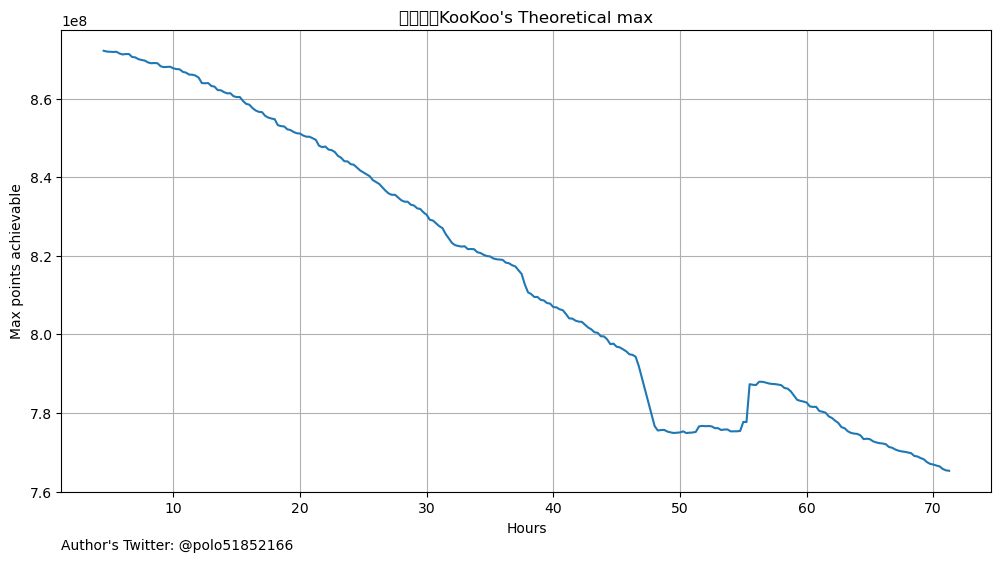 KooKoo's Theoretical max
1e8
8.6
8.4
8.2
8.0
7.8
7.6
Max points achievable
10 20 30 40 50 60 70
Hours
Author's Twitter: @polo51852166